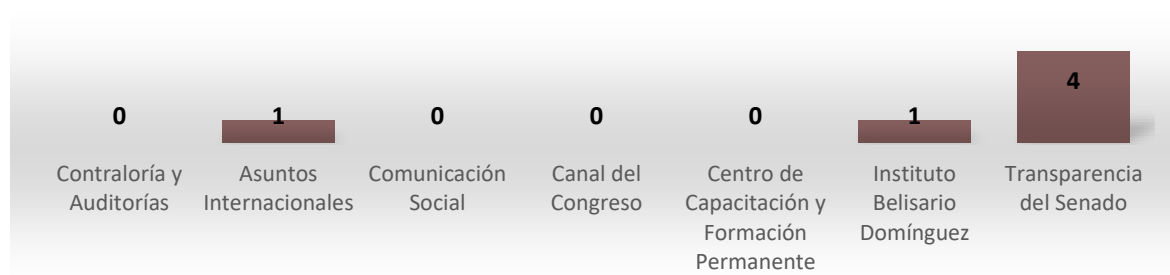 0
1
0
0
0
1
4
Contraloría y
Auditorías
Asuntos
Internacionales
Comunicación
Social
Canal del
Congreso
Centro de
Capacitación y
Formación
Permanente
Instituto
Belisario
Domínguez
Transparencia
del Senado